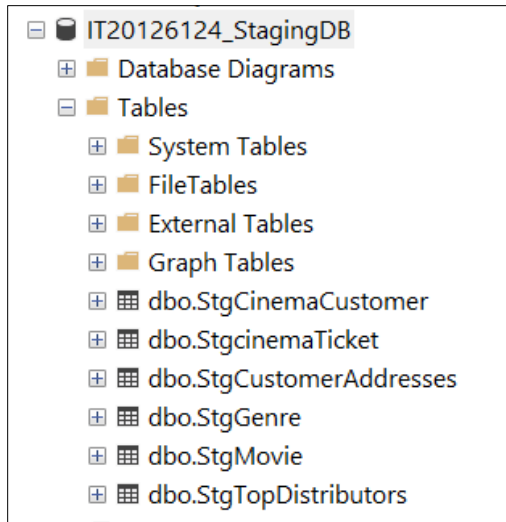 IT20126124_StagingDB
Database Diagrams
Tables
System Tables
FileTables
External Tables
Graph Tables
dbo.StgCinemaCustomer
dbo.StgcinemaTicket
dbo.StgCustomerAddresses
dbo.StgGenre
dbo.StgMovie
dbo.StgTopDistributors